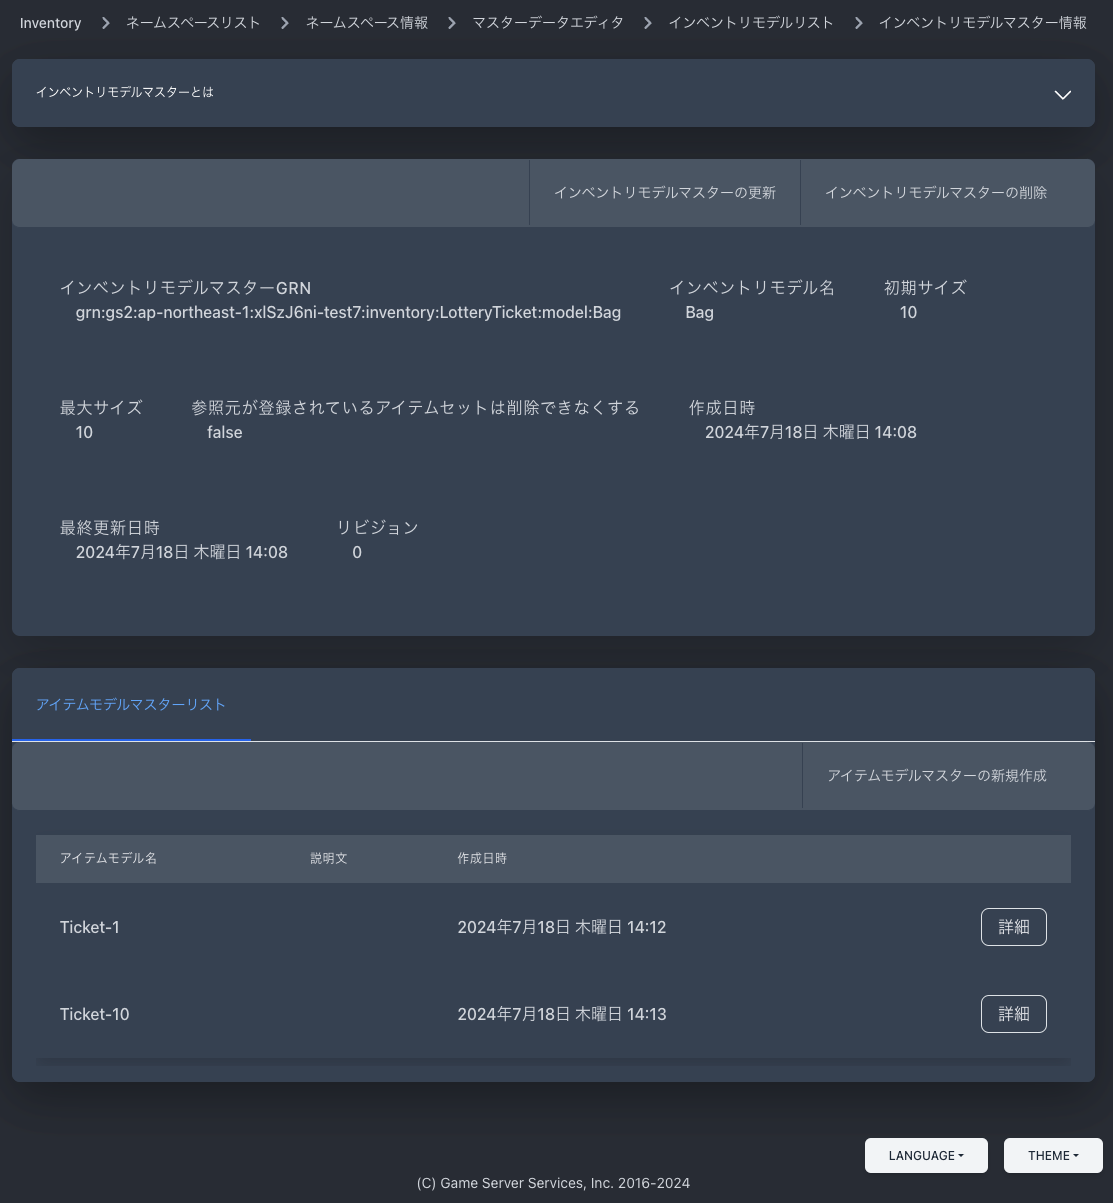 Inventory > ネームスペースリスト > ネームスペース情報 > マスターデータエディタ > インベントリモデルリスト > インベントリモデルマスター情報
インベントリモデルマスターとは
インベントリモデルマスターの更新 インベントリモデルマスターの削除
インベントリモデルマスターGRN インベントリモデル名 初期サイズ
grn:gs2:ap-northeast-1:xlSzJ6ni-test7:inventory:LotteryTicket:model:Bag Bag 10
最大サイズ 参照元が登録されているアイテムセットは削除できなくする 作成日時
10 false 2024年7月18日 木曜日 14:08
最終更新日時 リビジョン
2024年7月18日 木曜日 14:08 0
アイテムモデルマスターリスト
アイテムモデルマスターの新規作成
アイテムモデル名 説明文 作成日時
Ticket-1 2024年7月18日 木曜日 14:12 詳細
Ticket-10 2024年7月18日 木曜日 14:13 詳細
LANGUAGE THEME
(C) Game Server Services, Inc. 2016-2024